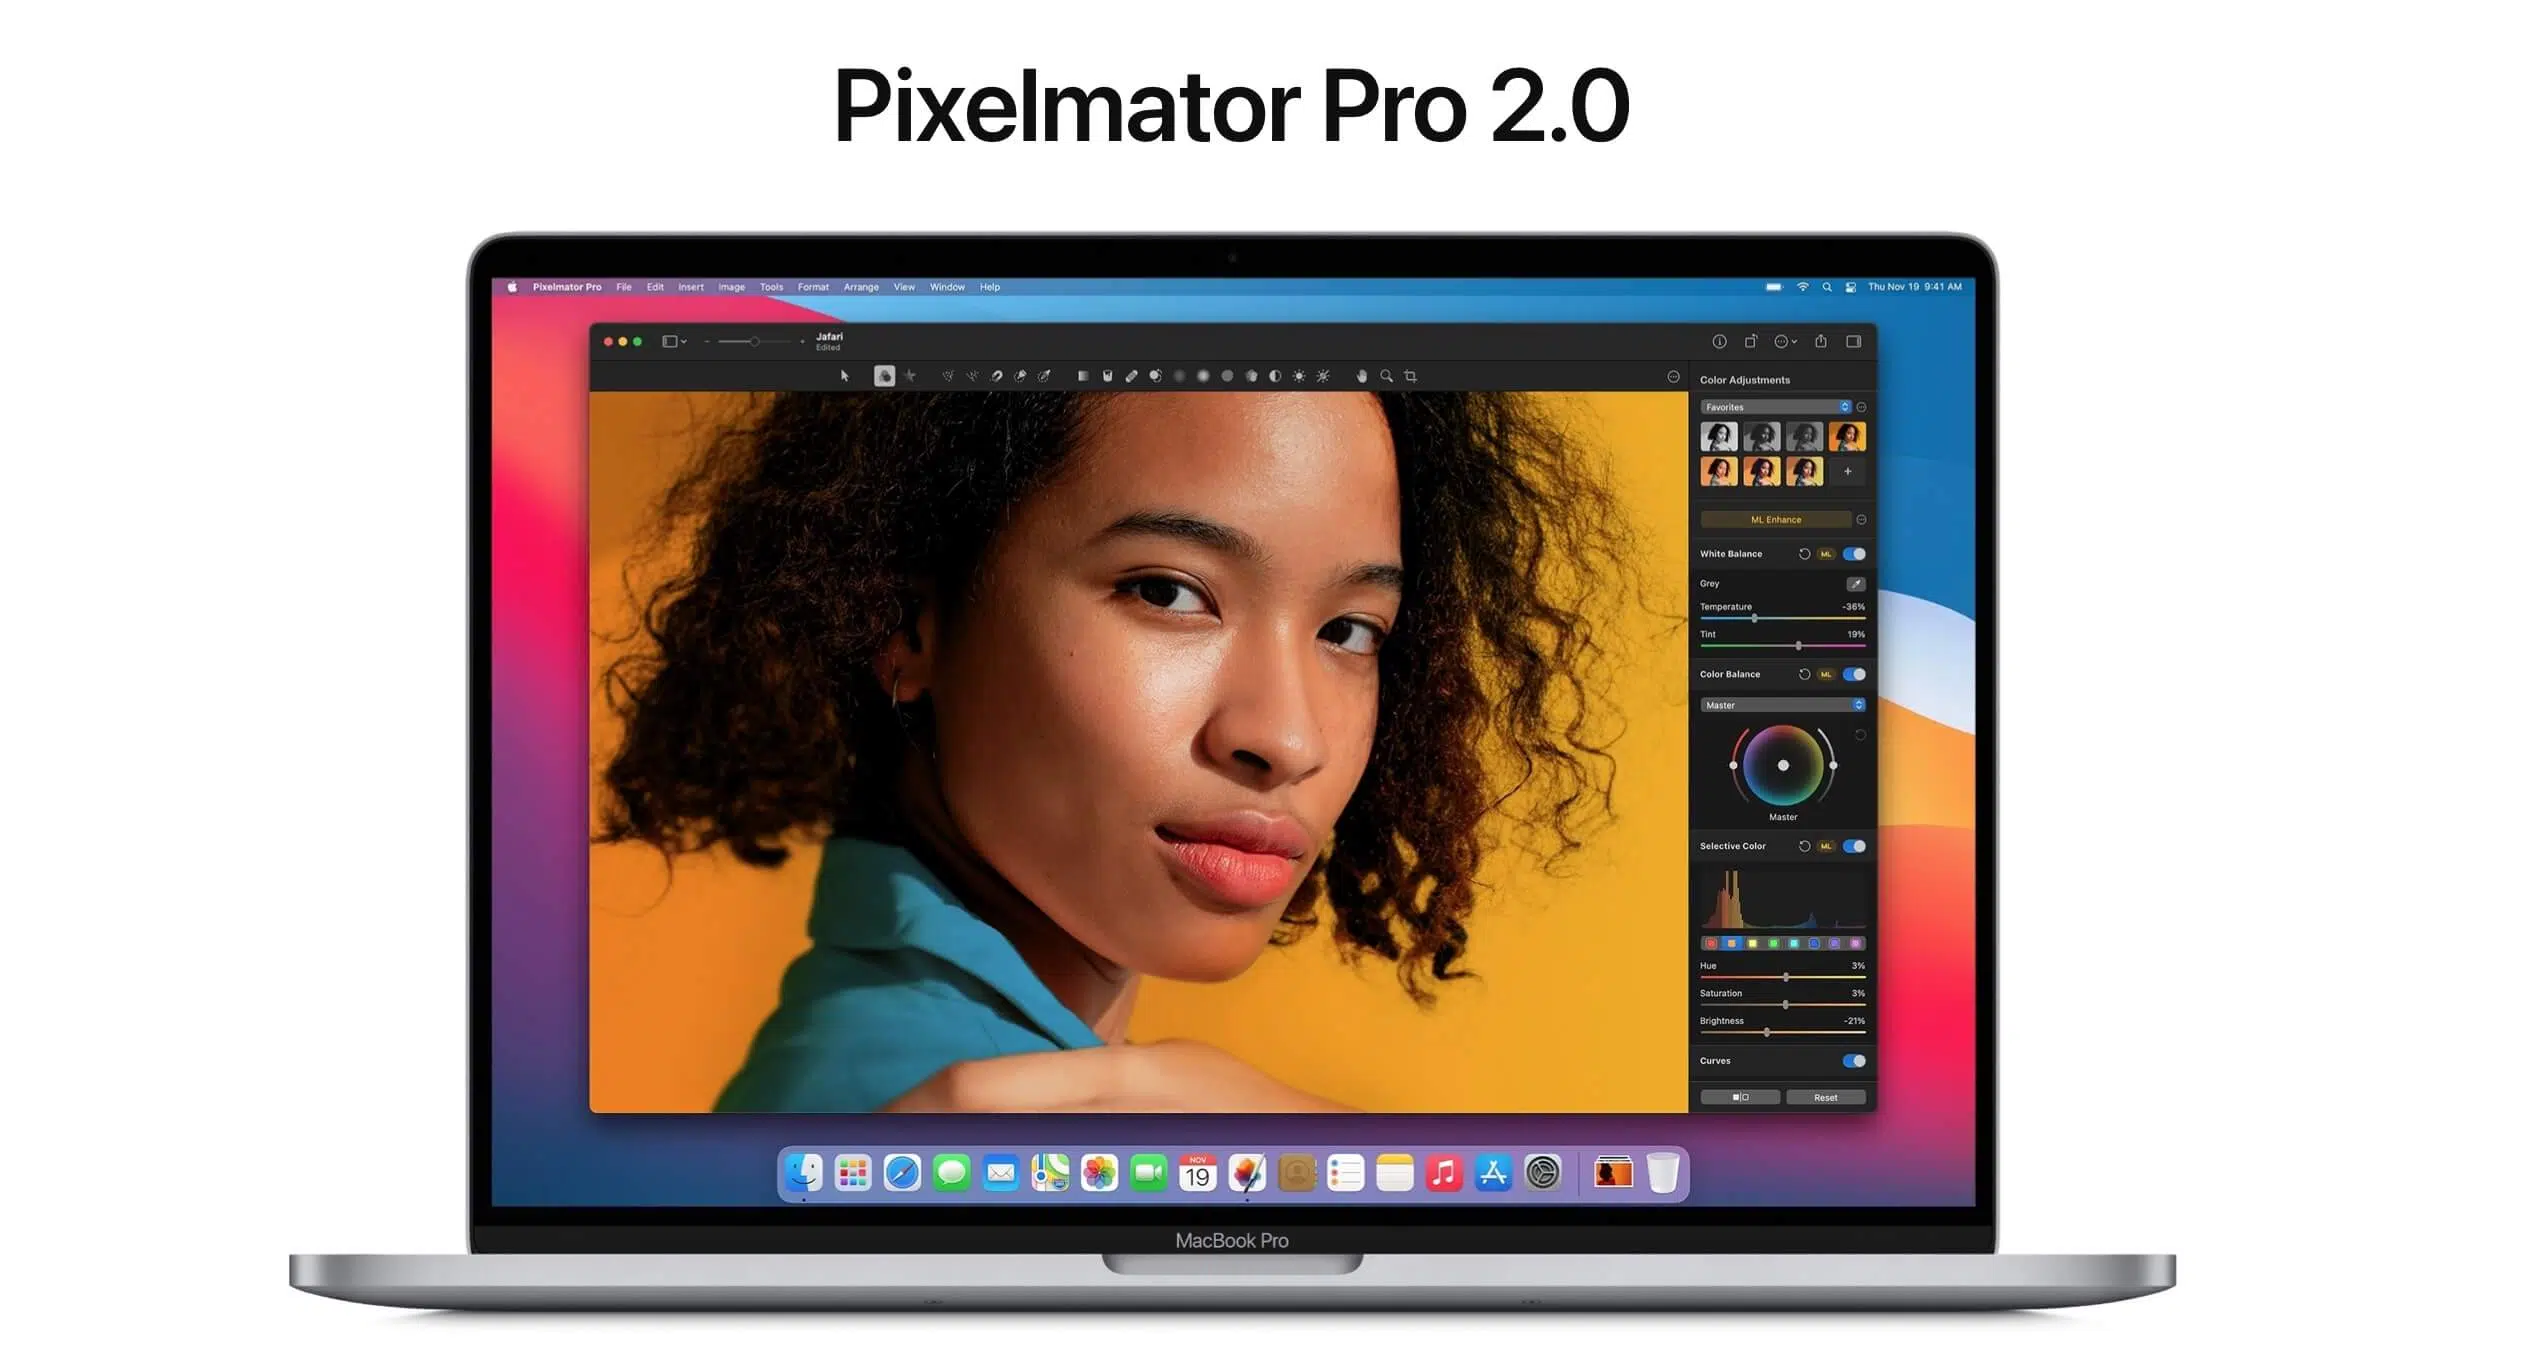 Pixelmator Pro 2.0
Pixelmator Pro File Edit Insert Image Tools Format Arrange View Window Help Thu Nov 19 9:41 AM
Jafari
Edited
Color Adjustments
Favorites
ML Enhance
White Balance ML
Grey
Temperature -36%
Tint 19%
Color Balance ML
Master
Master
Selective Color ML
Hue 3%
Saturation 3%
Brightness -21%
Curves
Reset
NOV
19
MacBook Pro